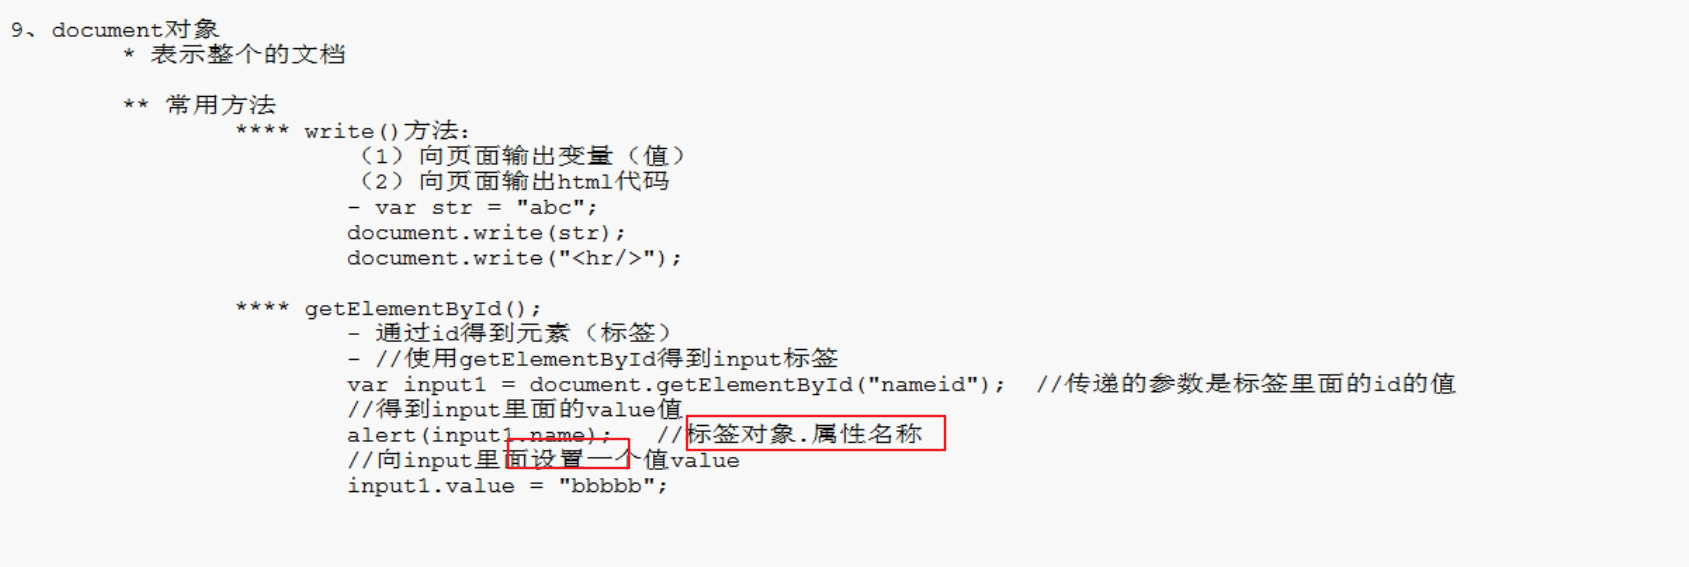 9、document对象
* 表示整个的文档
** 常用方法
**** write()方法：
（1）向页面输出变量（值）
（2）向页面输出html代码
- var str = "abc";
document.write(str);
document.write("<hr/>");
**** getElementById();
- 通过id得到元素（标签）
- //使用getElementById得到input标签
var input1 = document.getElementById("nameid");  //传递的参数是标签里面的id的值
//得到input里面的value值
alert(input1.name);   //标签对象.属性名称
//向input里面设置一个值value
input1.value = "bbbbb";